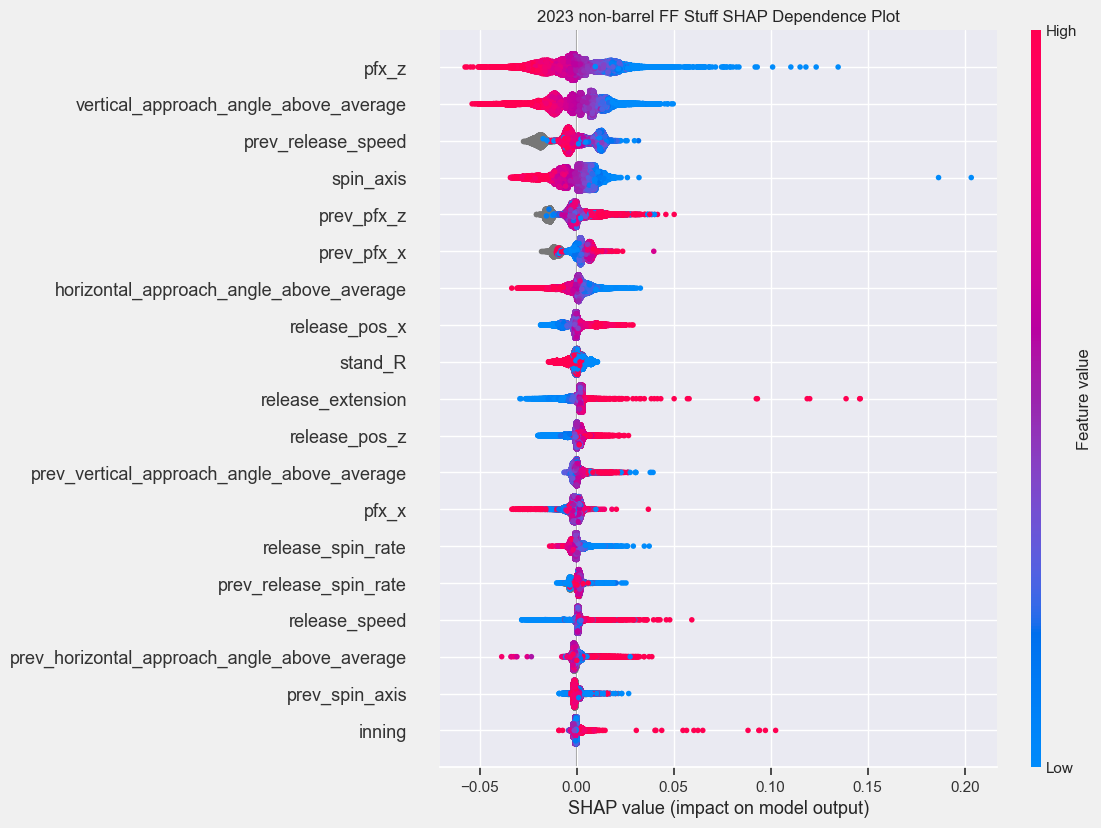 2023 non-barrel FF Stuff SHAP Dependence Plot
High
pfx_z
vertical_approach_angle_above_average
prev_release_speed
spin_axis
prev_pfx_z
prev_pfx_x
horizontal_approach_angle_above_average
release_pos_x
stand_R
release_extension
release_pos_z
prev_vertical_approach_angle_above_average
pfx_x
release_spin_rate
prev_release_spin_rate
release_speed
prev_horizontal_approach_angle_above_average
prev_spin_axis
inning
Feature value
Low
−0.05 0.00 0.05 0.10 0.15 0.20
SHAP value (impact on model output)